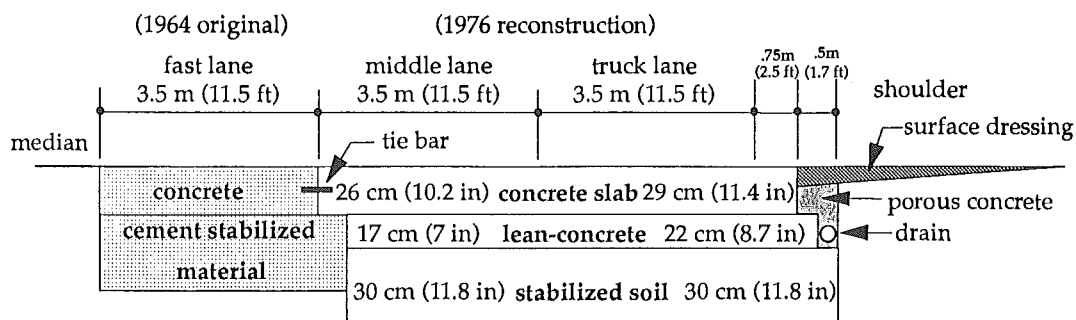 (1964 original) (1976 reconstruction)
fast lane middle lane truck lane .75m .5m
3.5 m (11.5 ft) 3.5 m (11.5 ft) 3.5 m (11.5 ft) (2.5 ft) (1.7 ft)
shoulder
median tie bar surface dressing
concrete 26 cm (10.2 in) concrete slab 29 cm (11.4 in) porous concrete
cement stabilized 17 cm (7 in) lean-concrete 22 cm (8.7 in) drain
material
30 cm (11.8 in) stabilized soil 30 cm (11.8 in)